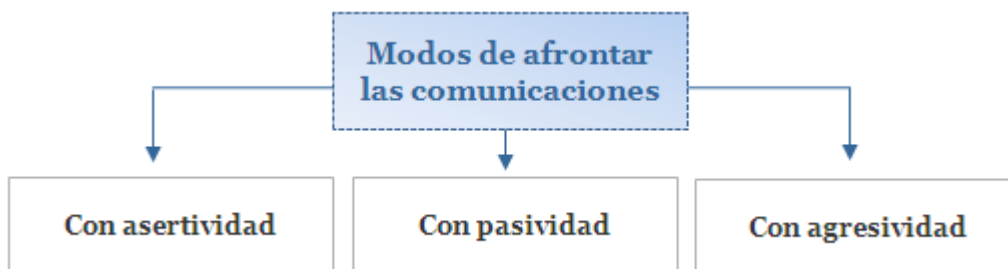 Modos de afrontar
las comunicaciones
Con asertividad
Con pasividad
Con agresividad